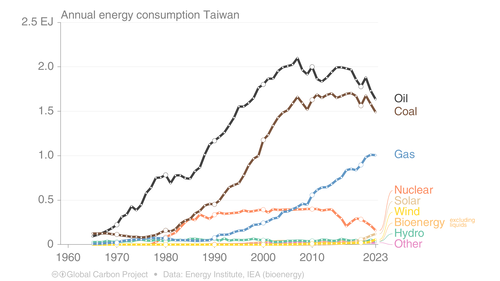 Annual energy consumption Taiwan
2.5 EJ
2.0
1.5
1.0
0.5
0
1960
1970
1980
1990
2000
2010
2023
Oil
Coal
Gas
Nuclear
Solar
Wind
Bioenergy excluding liquids
Hydro
Other
Global Carbon Project • Data: Energy Institute, IEA (bioenergy)